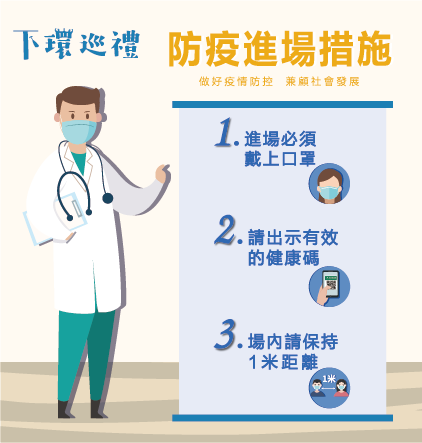 下環巡禮
防疫進場措施
做好疫情防控 兼顧社會發展
1. 進場必須
戴上口罩
2. 請出示有效
的健康碼
3. 場內請保持
1米距離
1米